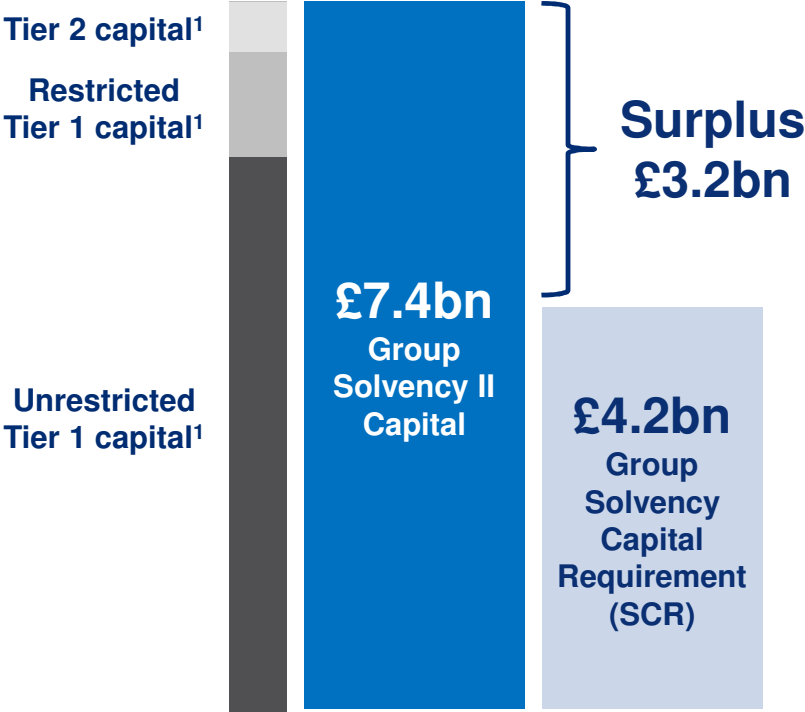 Tier 2 capital¹
Restricted
Tier 1 capital¹
Unrestricted
Tier 1 capital¹
£7.4bn
Group
Solvency II
Capital
Surplus
£3.2bn
£4.2bn
Group
Solvency
Capital
Requirement
(SCR)